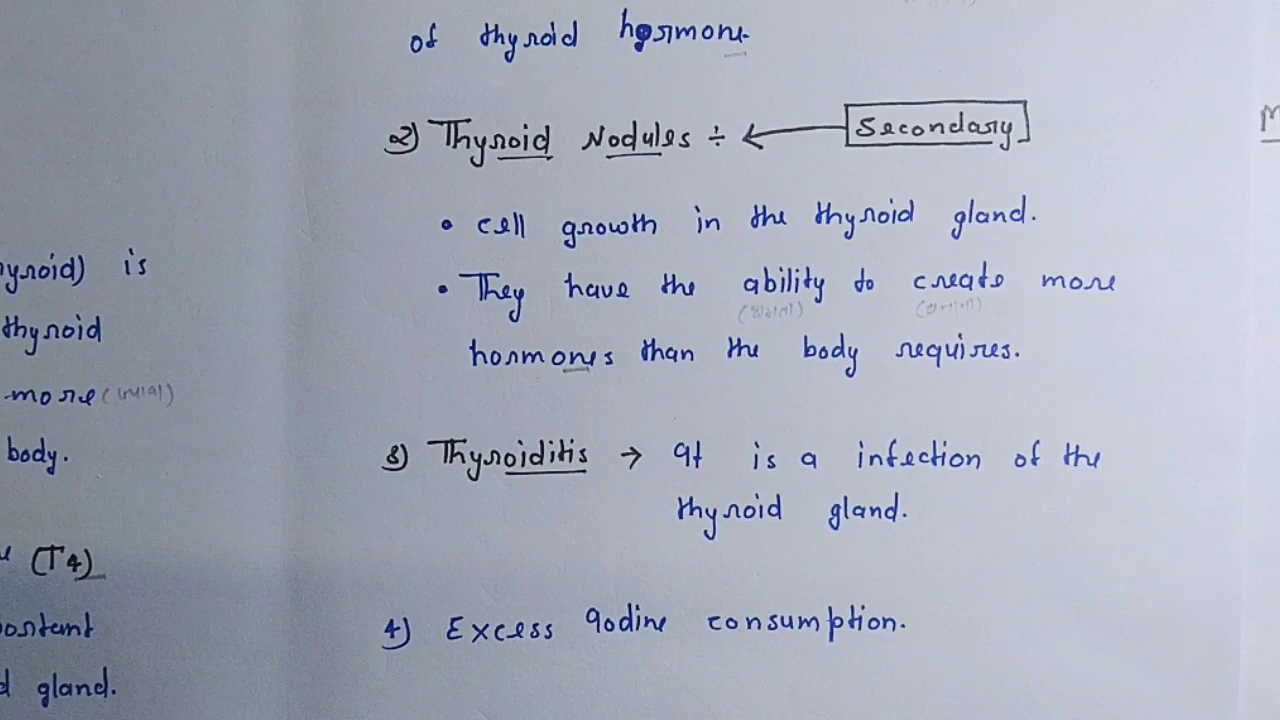 of thyroid hormone
2) Thyroid Nodules ÷ ← Secondary
• cell growth in the thyroid gland.
• They have the ability to create more
hormones than the body requires.
3) Thyroiditis → It is a infection of the
thyroid gland.
4) Excess Iodine consumption.
is
thyroid
more
body.
(T4)
gland.